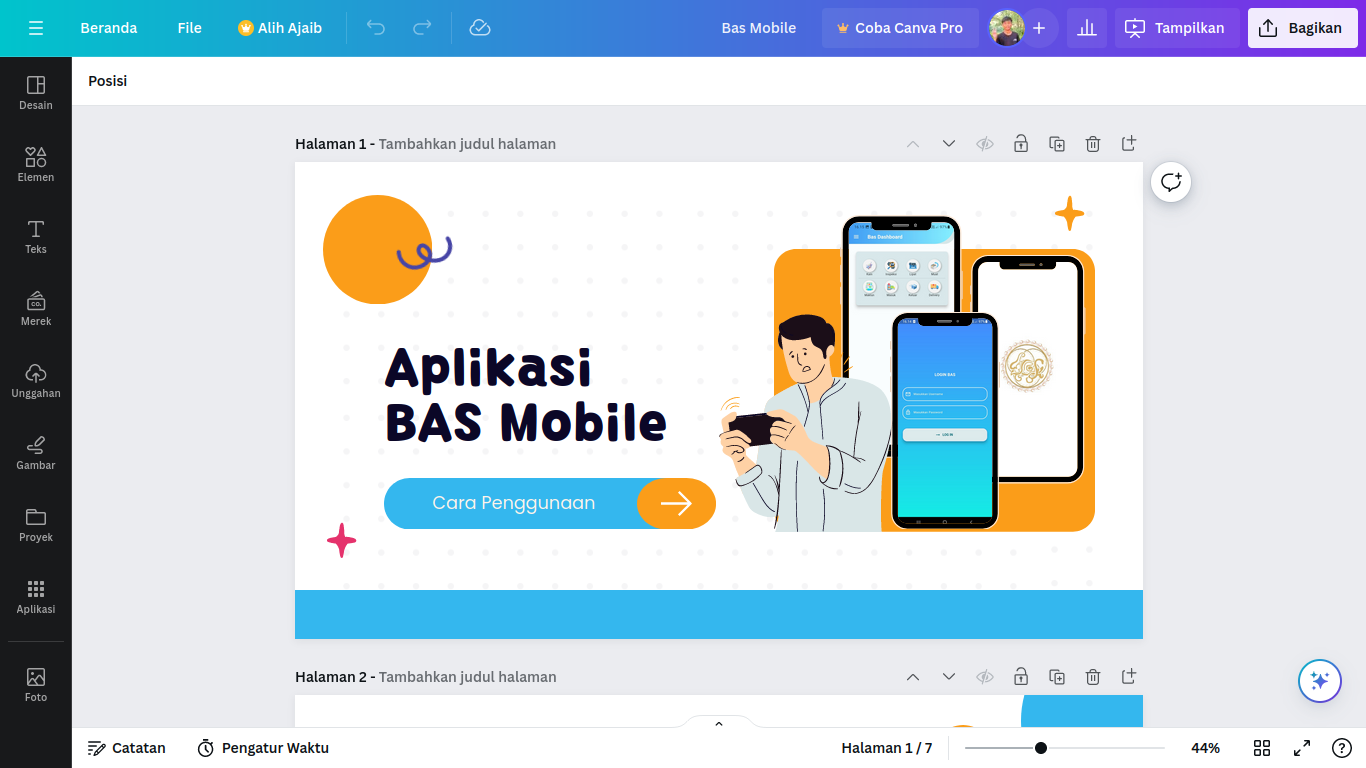 Beranda
File
Alih Ajaib
Bas Mobile
Coba Canva Pro
Tampilkan
Bagikan
Posisi
Desain
Elemen
Teks
CO.
Merek
Unggahan
Gambar
Proyek
Aplikasi
Foto
Halaman 1 - Tambahkan judul halaman
Aplikasi
BAS Mobile
Cara Penggunaan
Bas Dashboard
LOGIN BAS
LOG IN
Halaman 2 - Tambahkan judul halaman
Catatan
Pengatur Waktu
Halaman 1 / 7
44%